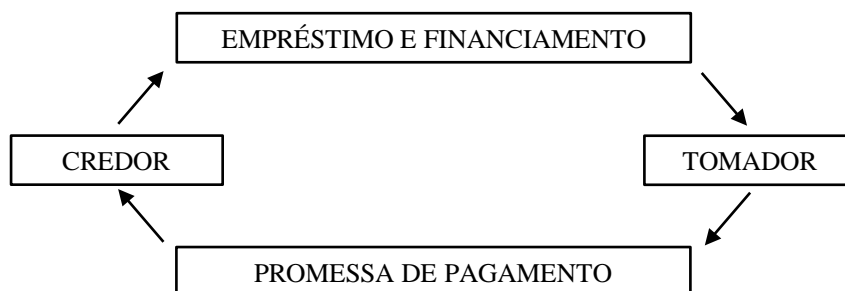 EMPRÉSTIMO E FINANCIAMENTO
CREDOR
TOMADOR
PROMESSA DE PAGAMENTO